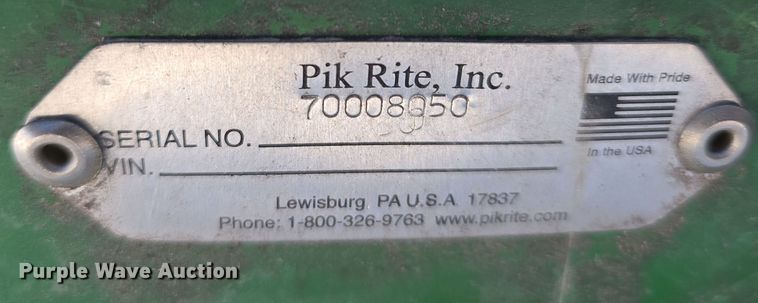 Pik Rite, Inc.
70008050
Made With Pride
SERIAL NO.
VIN.
In the USA
Lewisburg, PA U.S.A. 17837
Phone: 1-800-326-9763 www.pikrite.com
Purple Wave Auction